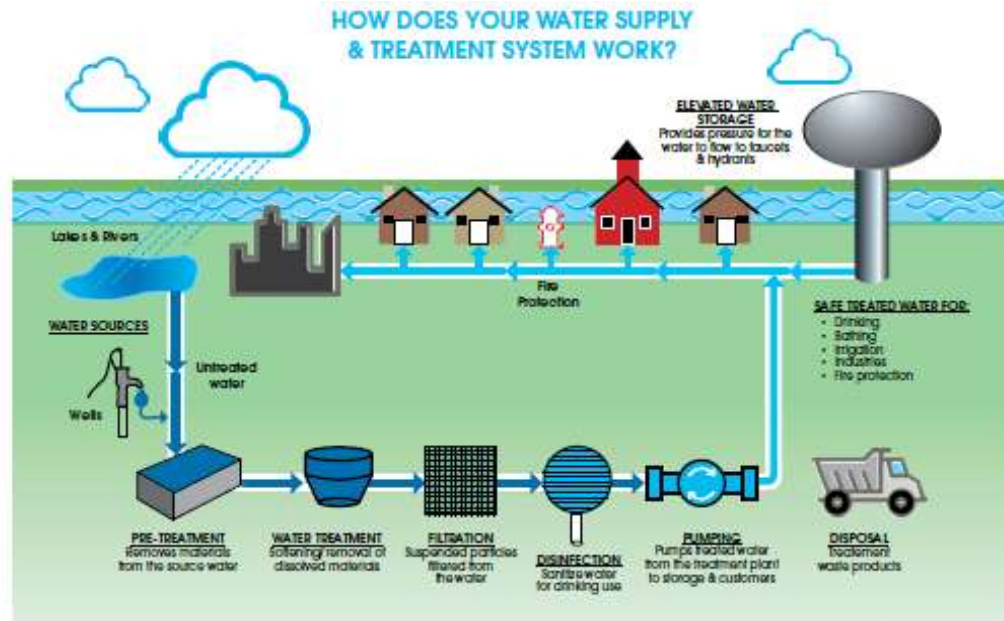 HOW DOES YOUR WATER SUPPLY
& TREATMENT SYSTEM WORK?
ELEVATED WATER
STORAGE
Provides pressure for the
water to flow to faucets
& hydrants
Lakes & Rivers
Fire
Protection
WATER SOURCES
SAFE TREATED WATER FOR:
• Drinking
• Bathing
• Irrigation
• Industries
• Fire protection
Untreated
water
Wells
PRE-TREATMENT
Removes materials
from the source water
WATER TREATMENT
Softening/removal of
dissolved materials
FILTRATION
Suspended particles
filtered from
the water
DISINFECTION
Sanitize water
for drinking use
PUMPING
Pumps treated water
from the treatment plant
to storage & customers
DISPOSAL
Treatement
waste products